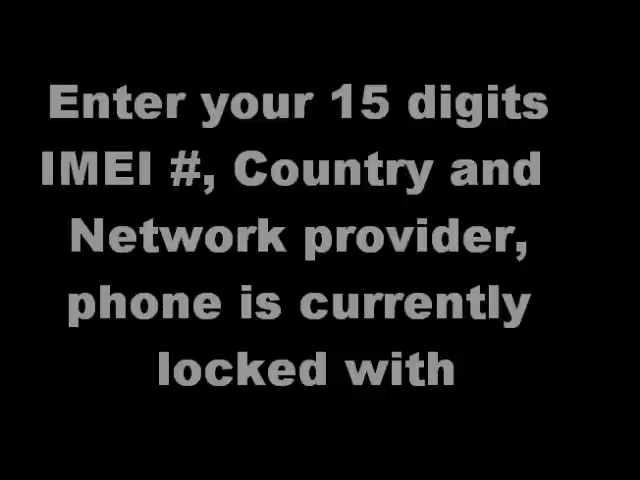 Enter your 15 digits
IMEI #, Country and
Network provider,
phone is currently
locked with